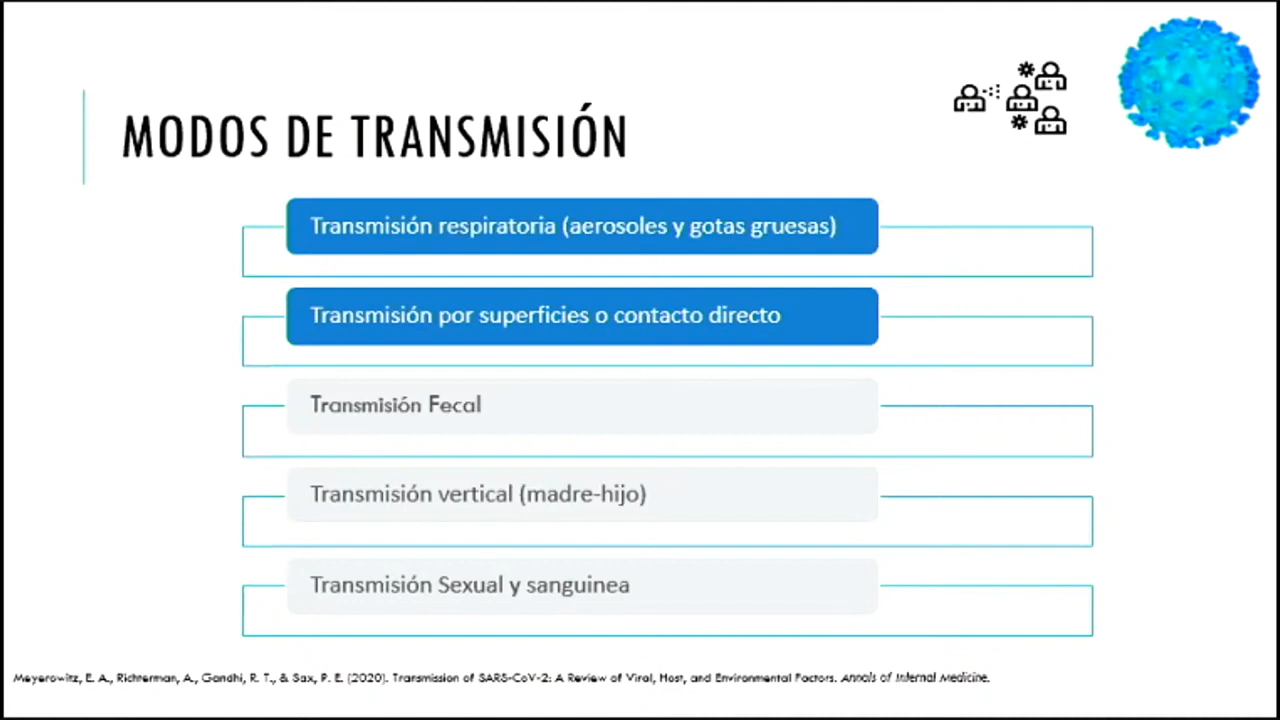 MODOS DE TRANSMISIÓN
Transmisión respiratoria (aerosoles y gotas gruesas)
Transmisión por superficies o contacto directo
Transmisión Fecal
Transmisión vertical (madre-hijo)
Transmisión Sexual y sanguinea
Meyerowitz, E. A., Richterman, A., Gandhi, R. T., & Sax, P. E. (2020). Transmission of SARS-CoV-2: A Review of Viral, Host, and Environmental Factors. Annals of Internal Medicine.